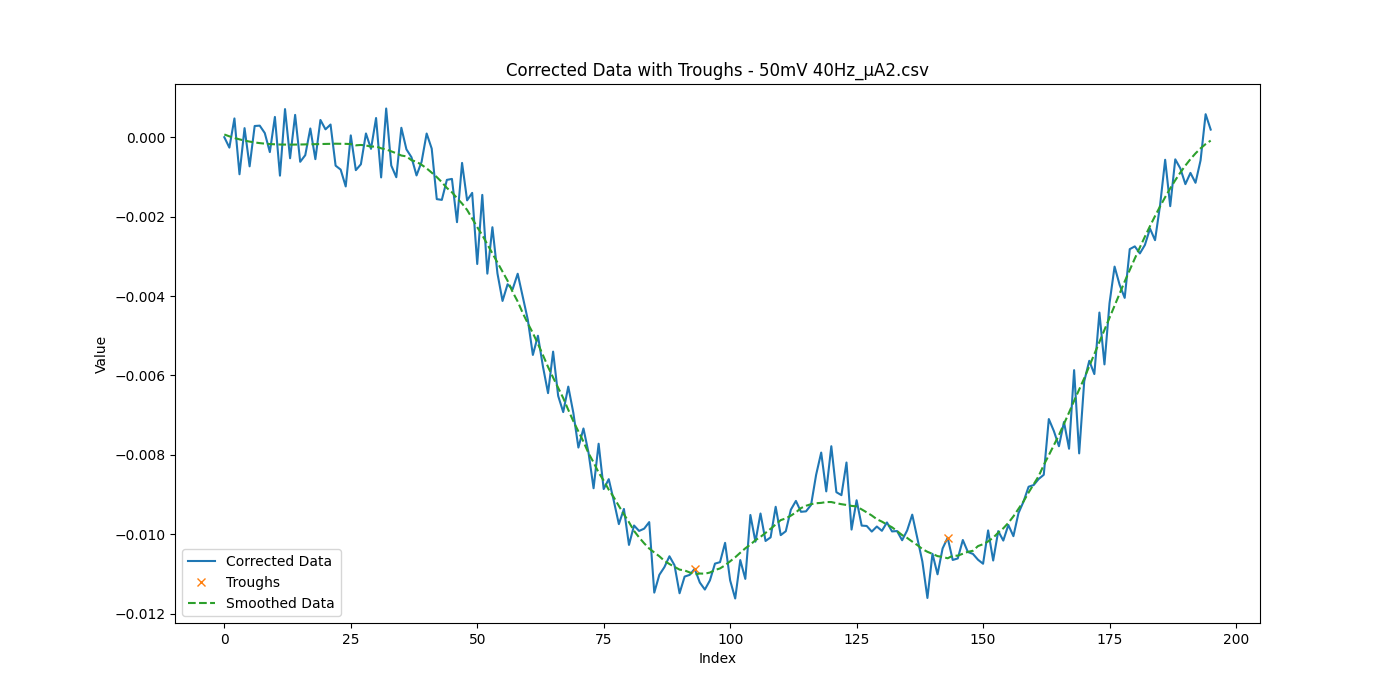 Corrected Data with Troughs - 50mV 40Hz_μA2.csv
0.000
−0.002
−0.004
−0.006
−0.008
−0.010
−0.012
Value
Corrected Data
Troughs
Smoothed Data
0 25 50 75 100 125 150 175 200
Index